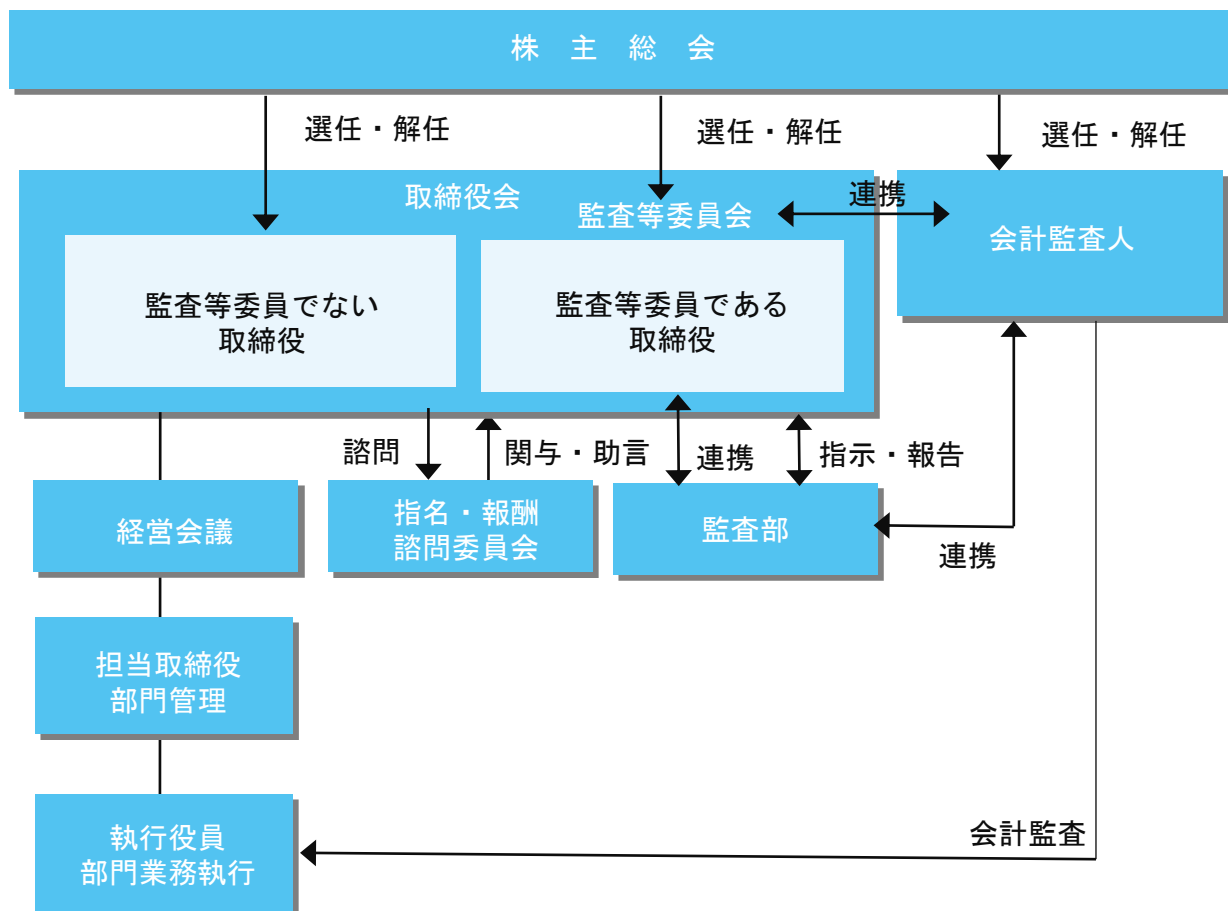 株 主 総 会
選任・解任
選任・解任
選任・解任
取締役会
監査等委員会
連携
会計監査人
監査等委員でない
取締役
監査等委員である
取締役
諮問
関与・助言
連携
指示・報告
経営会議
指名・報酬
諮問委員会
監査部
連携
担当取締役
部門管理
執行役員
部門業務執行
会計監査